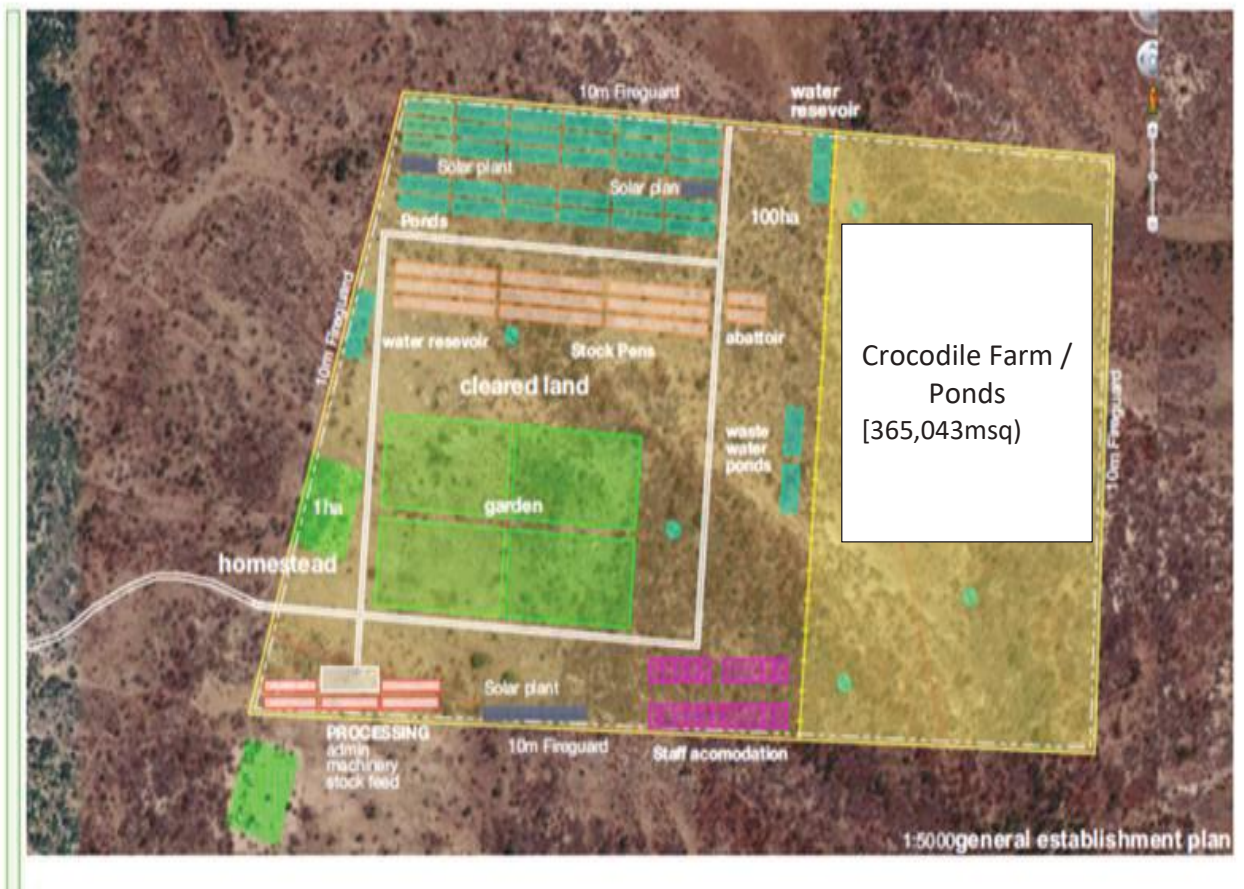 10m Fireguard
water
resevoir
Solar plant
Solar plan
100ha
Ponds
10m Fireguard
water resevoir
Stock Pens
abattoir
cleared land
Crocodile Farm /
Ponds
[365,043msq)
10m Fireguard
waste
water
ponds
1ha
garden
homestead
Solar plant
PROCESSING
admin
machinery
stock feed
10m Fireguard
Staff acomodation
1:5000general establishment plan